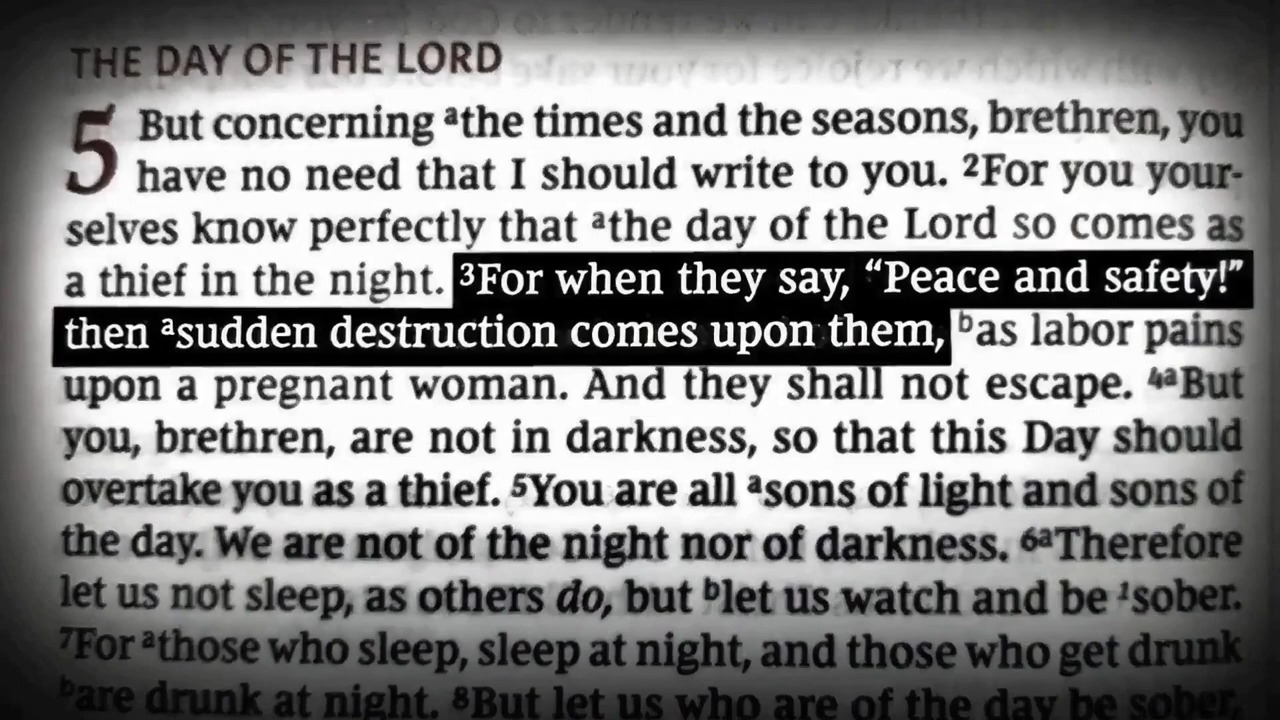 THE DAY OF THE LORD
5 But concerning ᵃthe times and the seasons, brethren, you
have no need that I should write to you. ²For you your-
selves know perfectly that ᵃthe day of the Lord so comes as
a thief in the night. ³For when they say, “Peace and safety!”
then ᵃsudden destruction comes upon them, ᵇas labor pains
upon a pregnant woman. And they shall not escape. ⁴ᵃBut
you, brethren, are not in darkness, so that this Day should
overtake you as a thief. ⁵You are all ᵃsons of light and sons of
the day. We are not of the night nor of darkness. ⁶ᵃTherefore
let us not sleep, as others do, but ᵇlet us watch and be ¹sober.
⁷For ᵃthose who sleep, sleep at night, and those who get drunk
ᵇare drunk at night. ⁸But let us who are of the day be sober,